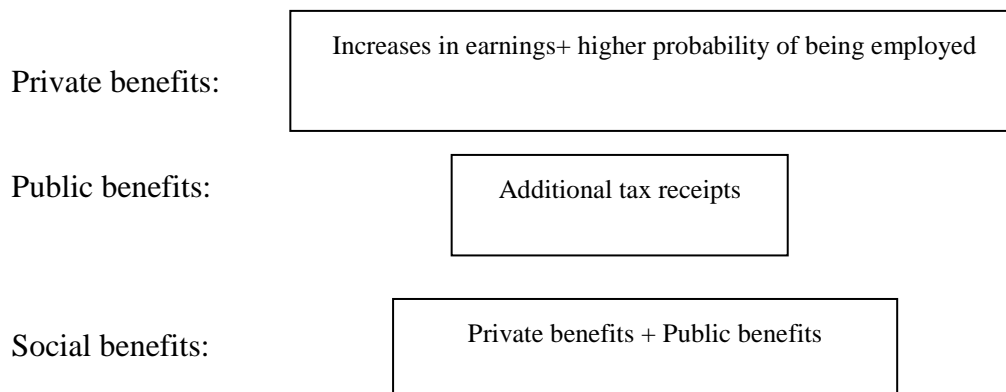 Increases in earnings+ higher probability of being employed
Private benefits:
Public benefits:
Additional tax receipts
Private benefits + Public benefits
Social benefits: